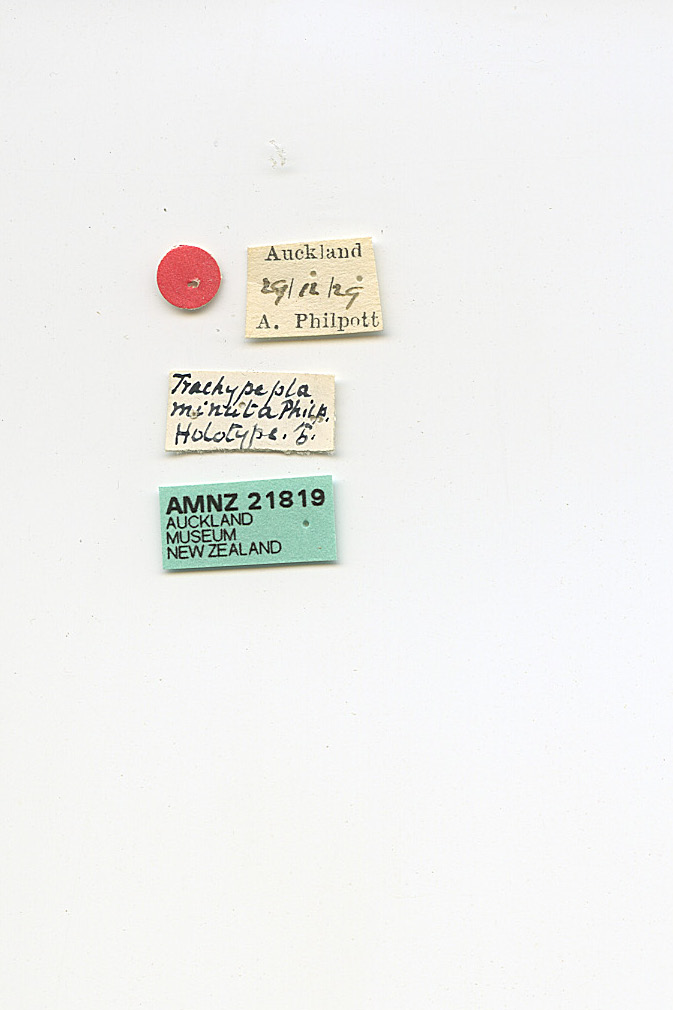 Auckland
29/12/29
A. Philpott
Trachypepla
minuta Philp.
Holotype. ♂.
AMNZ 21819
AUCKLAND
MUSEUM
NEW ZEALAND